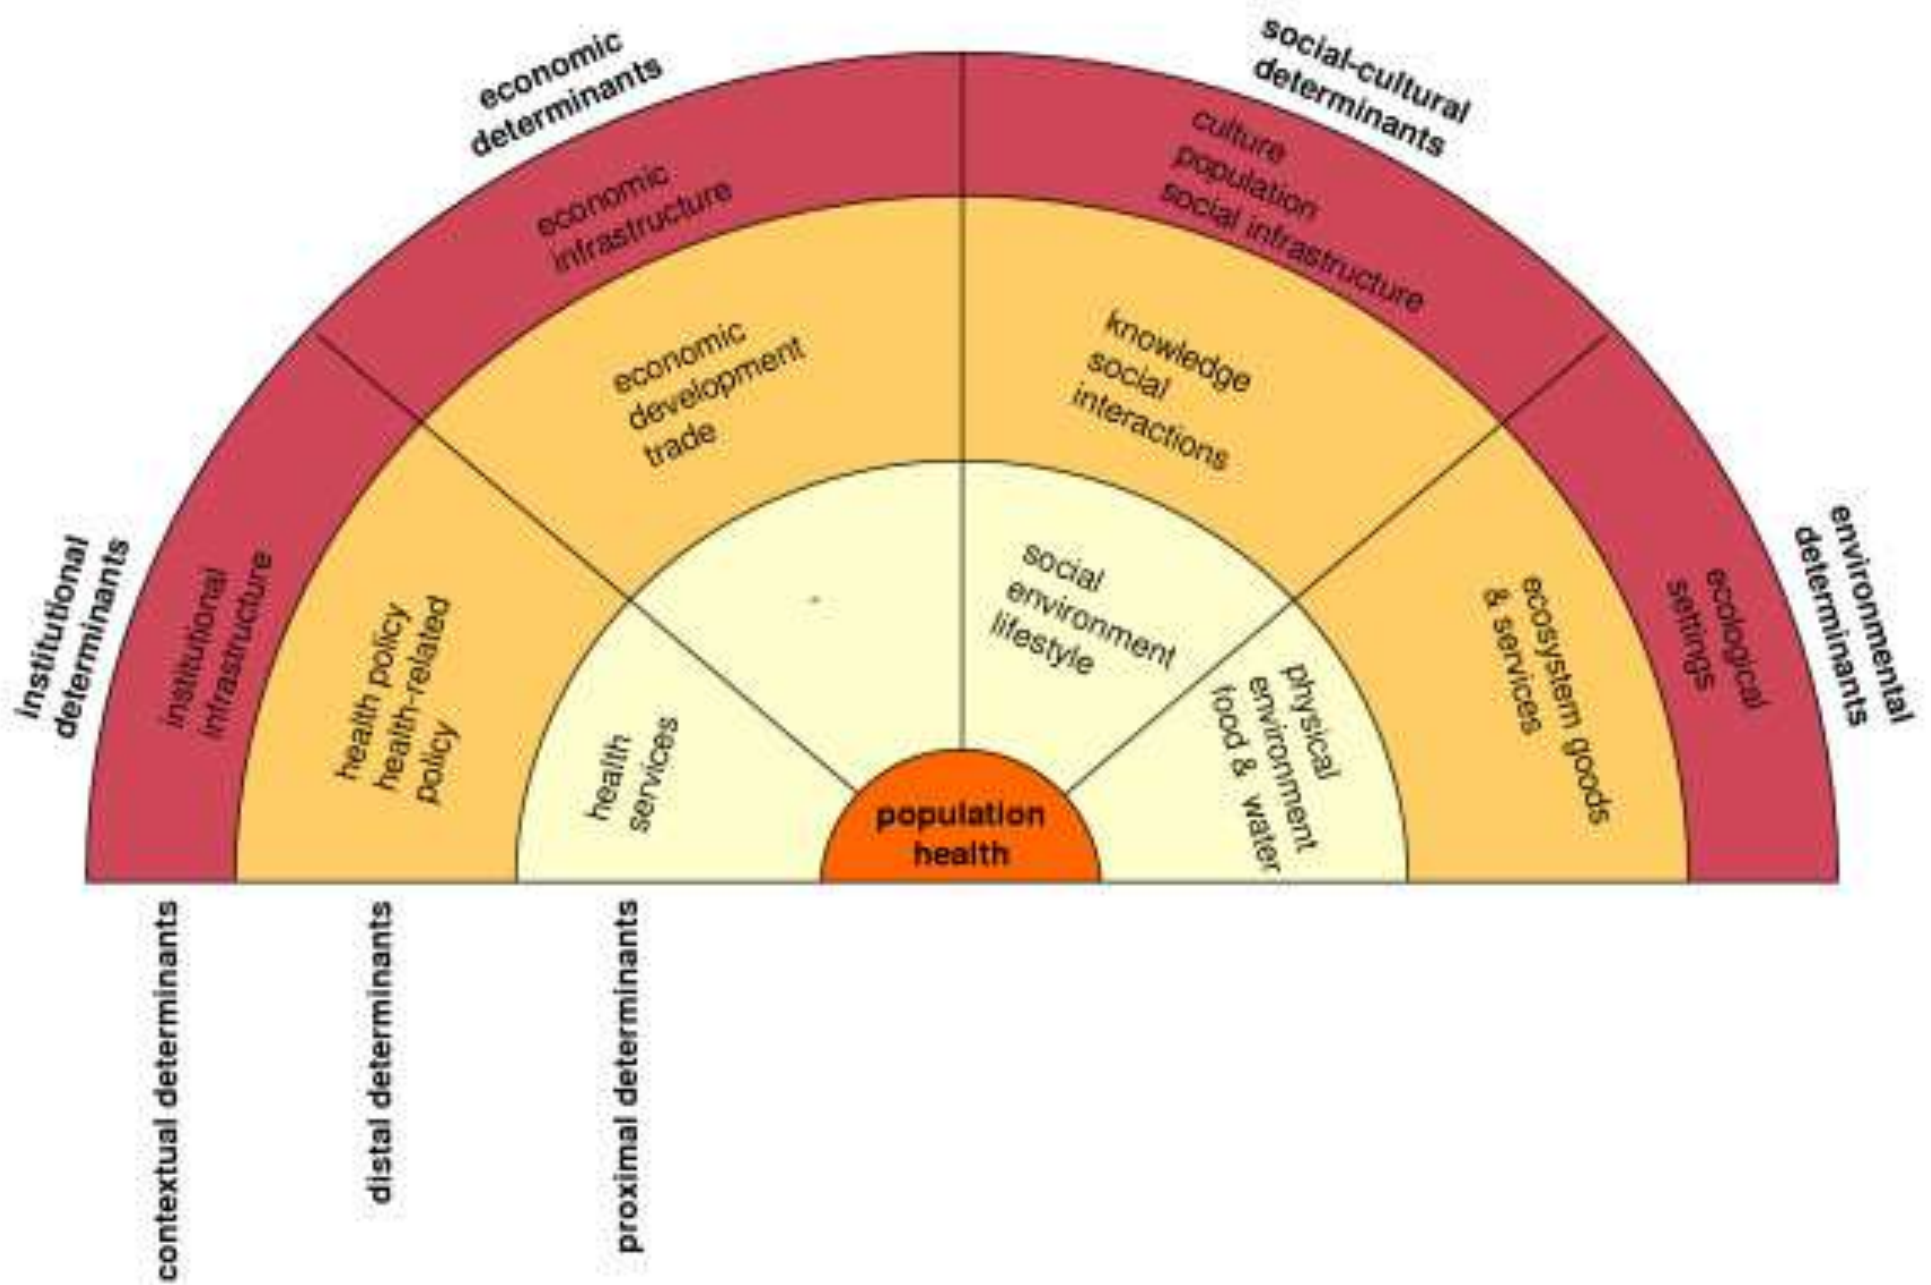 economic
determinants
social-cultural
determinants
institutional
determinants
environmental
determinants
economic
infrastructure
culture
population
social infrastructure
institutional
infrastructure
ecological
settings
economic
development
trade
knowledge
social
interactions
health policy
health-related
policy
ecosystem goods
& services
social
environment
lifestyle
health
services
physical
environment
food & water
population
health
contextual determinants
distal determinants
proximal determinants